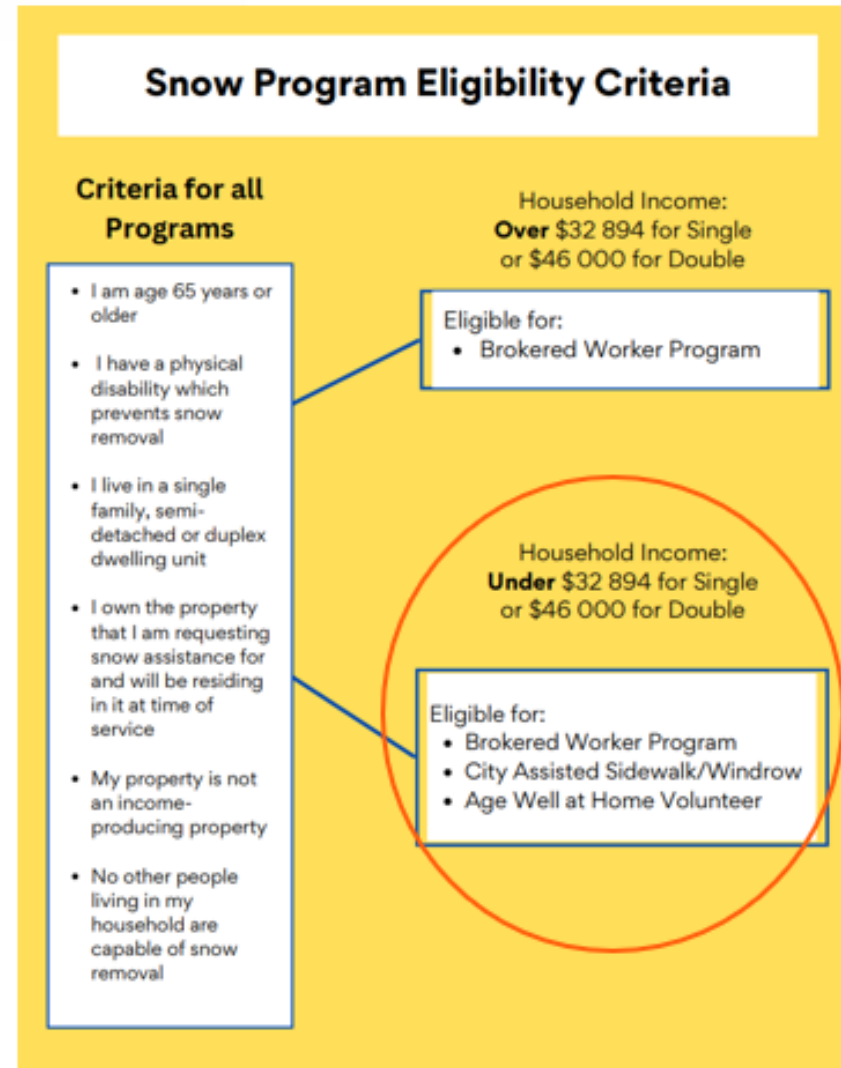 Snow Program Eligibility Criteria
Criteria for all
Programs
• I am age 65 years or
older
• I have a physical
disability which
prevents snow
removal
• I live in a single
family, semi-
detached or duplex
dwelling unit
• I own the property
that I am requesting
snow assistance for
and will be residing
in it at time of
service
• My property is not
an income-
producing property
• No other people
living in my
household are
capable of snow
removal
Household Income:
Over $32 894 for Single
or $46 000 for Double
Eligible for:
• Brokered Worker Program
Household Income:
Under $32 894 for Single
or $46 000 for Double
Eligible for:
• Brokered Worker Program
• City Assisted Sidewalk/Windrow
• Age Well at Home Volunteer